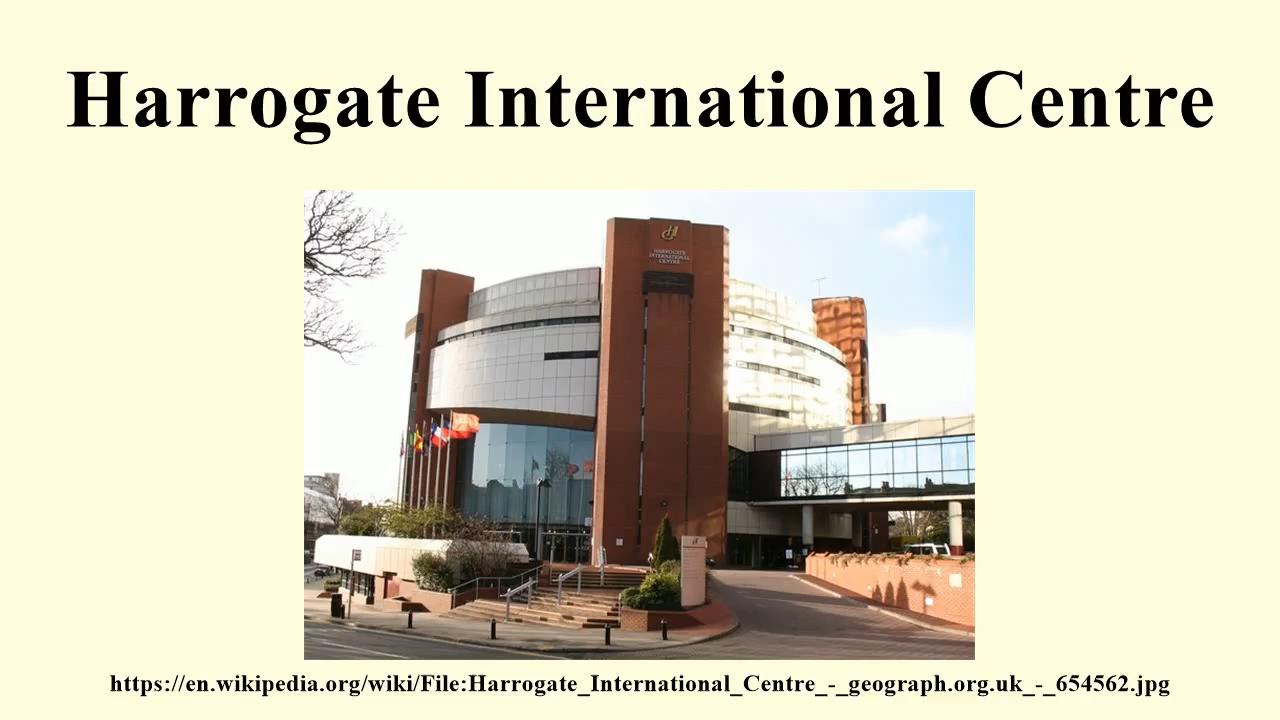 Harrogate International Centre
HARROGATE
INTERNATIONAL
CENTRE
https://en.wikipedia.org/wiki/File:Harrogate_International_Centre_-_geograph.org.uk_-_654562.jpg